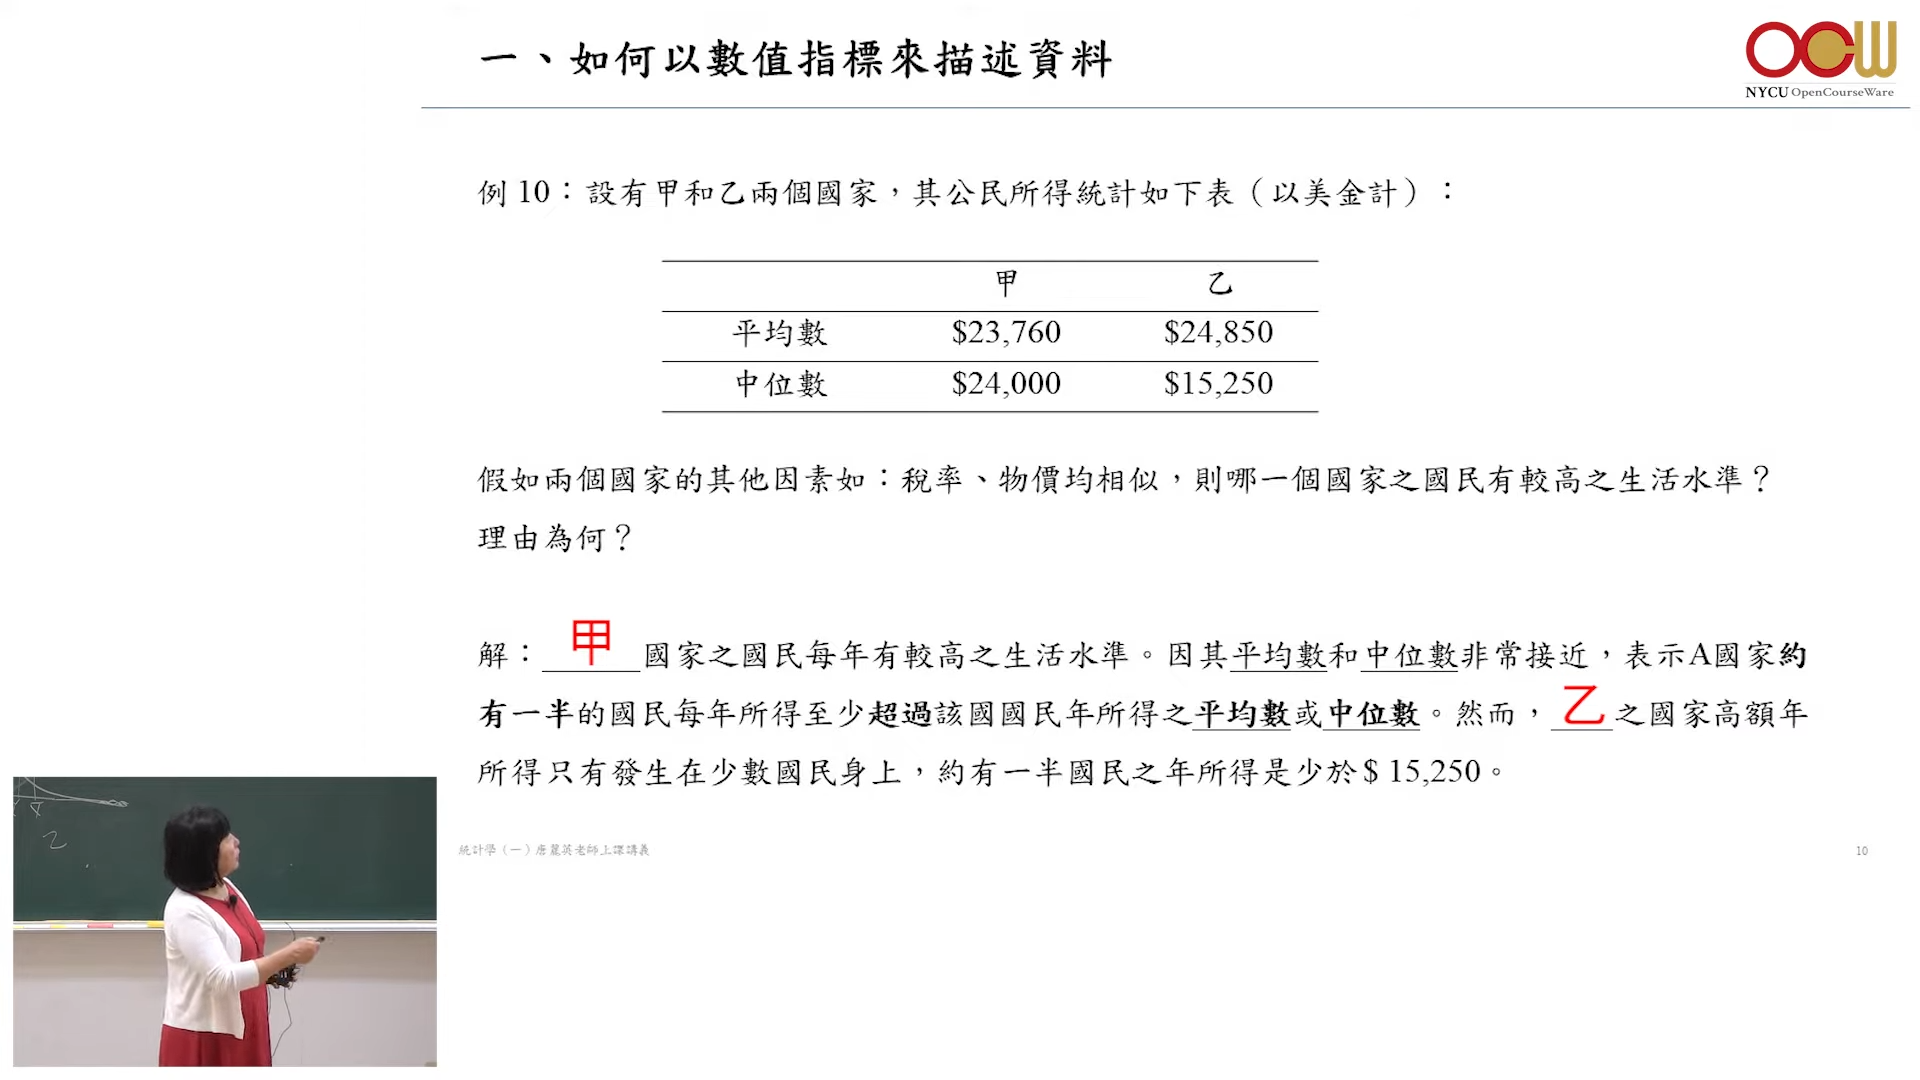 一、如何以數值指標來描述資料
OCW
NYCU OpenCourseWare
例 10：設有甲和乙兩個國家，其公民所得統計如下表（以美金計）：
甲 乙
平均數 $23,760 $24,850
中位數 $24,000 $15,250
假如兩個國家的其他因素如：稅率、物價均相似，則哪一個國家之國民有較高之生活水準？
理由為何？
解：甲國家之國民每年有較高之生活水準。因其平均數和中位數非常接近，表示A國家約
有一半的國民每年所得至少超過該國國民年所得之平均數或中位數。然而，乙之國家高額年
所得只有發生在少數國民身上，約有一半國民之年所得是少於$ 15,250。
統計學（一）唐麗英老師上課講義
10
乙